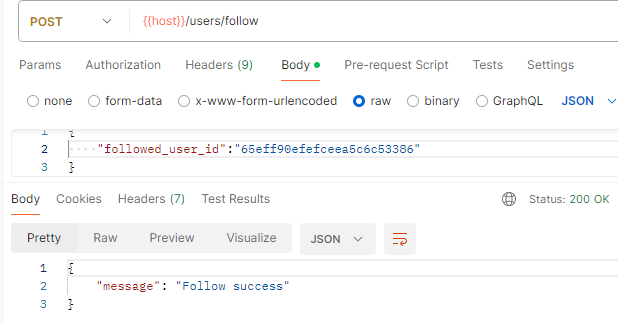 POST {{host}}/users/follow
Params Authorization Headers (9) Body Pre-request Script Tests Settings
none form-data x-www-form-urlencoded raw binary GraphQL JSON
1 {
2 ····"followed_user_id":"65eff90efefceea5c6c53386"
3 }
Body Cookies Headers (7) Test Results Status: 200 OK
Pretty Raw Preview Visualize JSON
1 {
2 "message": "Follow success"
3 }